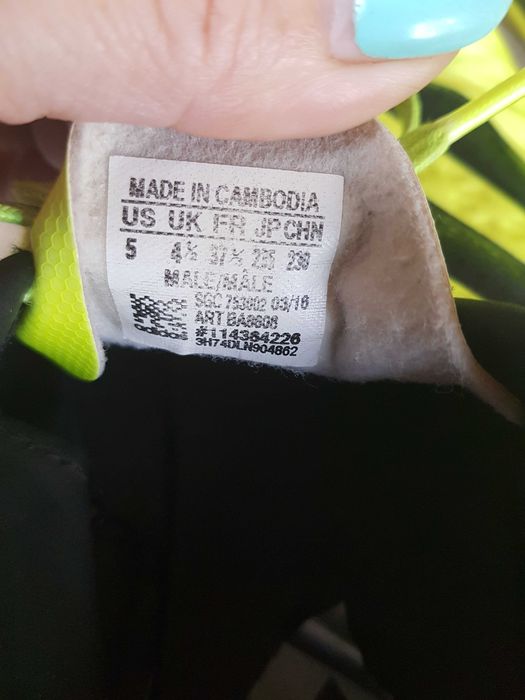 MADE IN CAMBODIA
US UK FR JP CHN
5 4½ 37⅓ 235 230
MALE/MÂLE
SGC 753002 03/16
ART BA8608
#114364226
3H74DLN904862